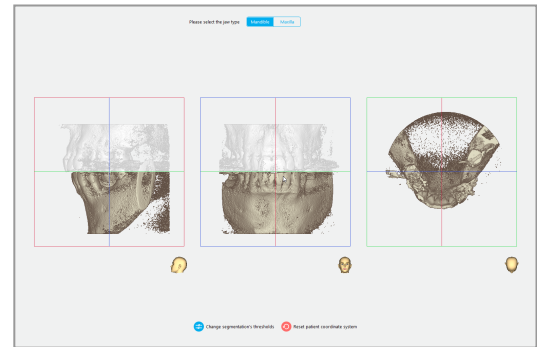 Please select the jaw type Mandible Maxilla
Change segmentation's thresholds Reset patient coordinate system